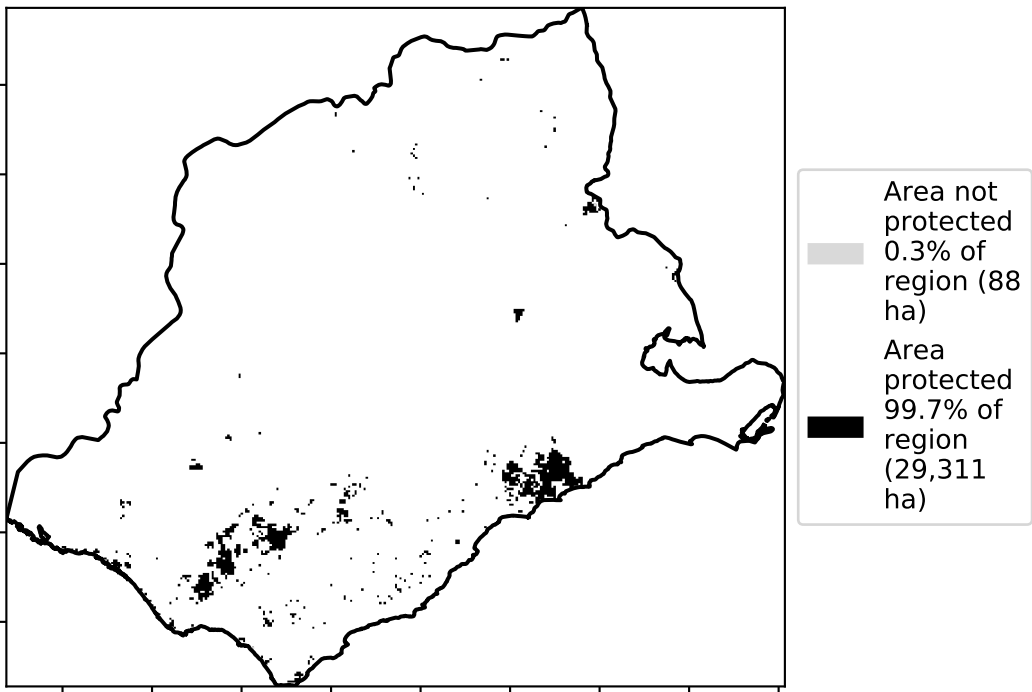 Area not
protected
0.3% of
region (88
ha)
Area
protected
99.7% of
region
(29,311
ha)